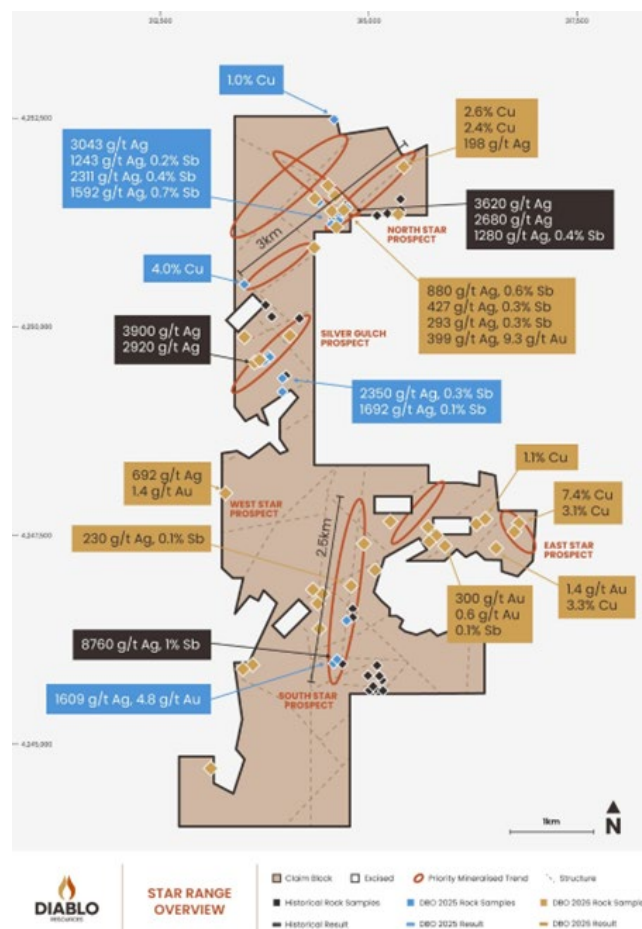 312,500
315,000
317,500
4,252,500
1.0% Cu
2.6% Cu
2.4% Cu
198 g/t Ag
3043 g/t Ag
1243 g/t Ag, 0.2% Sb
2311 g/t Ag, 0.4% Sb
1592 g/t Ag, 0.7% Sb
3620 g/t Ag
2680 g/t Ag
1280 g/t Ag, 0.4% Sb
3km
NORTH STAR
PROSPECT
4.0% Cu
880 g/t Ag, 0.6% Sb
427 g/t Ag, 0.3% Sb
293 g/t Ag, 0.3% Sb
399 g/t Ag, 9.3 g/t Au
4,250,000
3900 g/t Ag
2920 g/t Ag
SILVER GULCH
PROSPECT
2350 g/t Ag, 0.3% Sb
1692 g/t Ag, 0.1% Sb
1.1% Cu
692 g/t Ag
1.4 g/t Au
WEST STAR
PROSPECT
7.4% Cu
3.1% Cu
4,247,500
230 g/t Ag, 0.1% Sb
2.5km
EAST STAR
PROSPECT
300 g/t Au
0.6 g/t Au
0.1% Sb
1.4 g/t Au
3.3% Cu
8760 g/t Ag, 1% Sb
1609 g/t Ag, 4.8 g/t Au
SOUTH STAR
PROSPECT
4,245,000
1km
N
DIABLO
RESOURCES
STAR RANGE
OVERVIEW
Claim Block
Excised
Priority Mineralised Trend
Structure
Historical Rock Samples
DBO 2025 Rock Samples
DBO 2025 Rock Sample
Historical Result
DBO 2025 Result
DBO 2025 Result